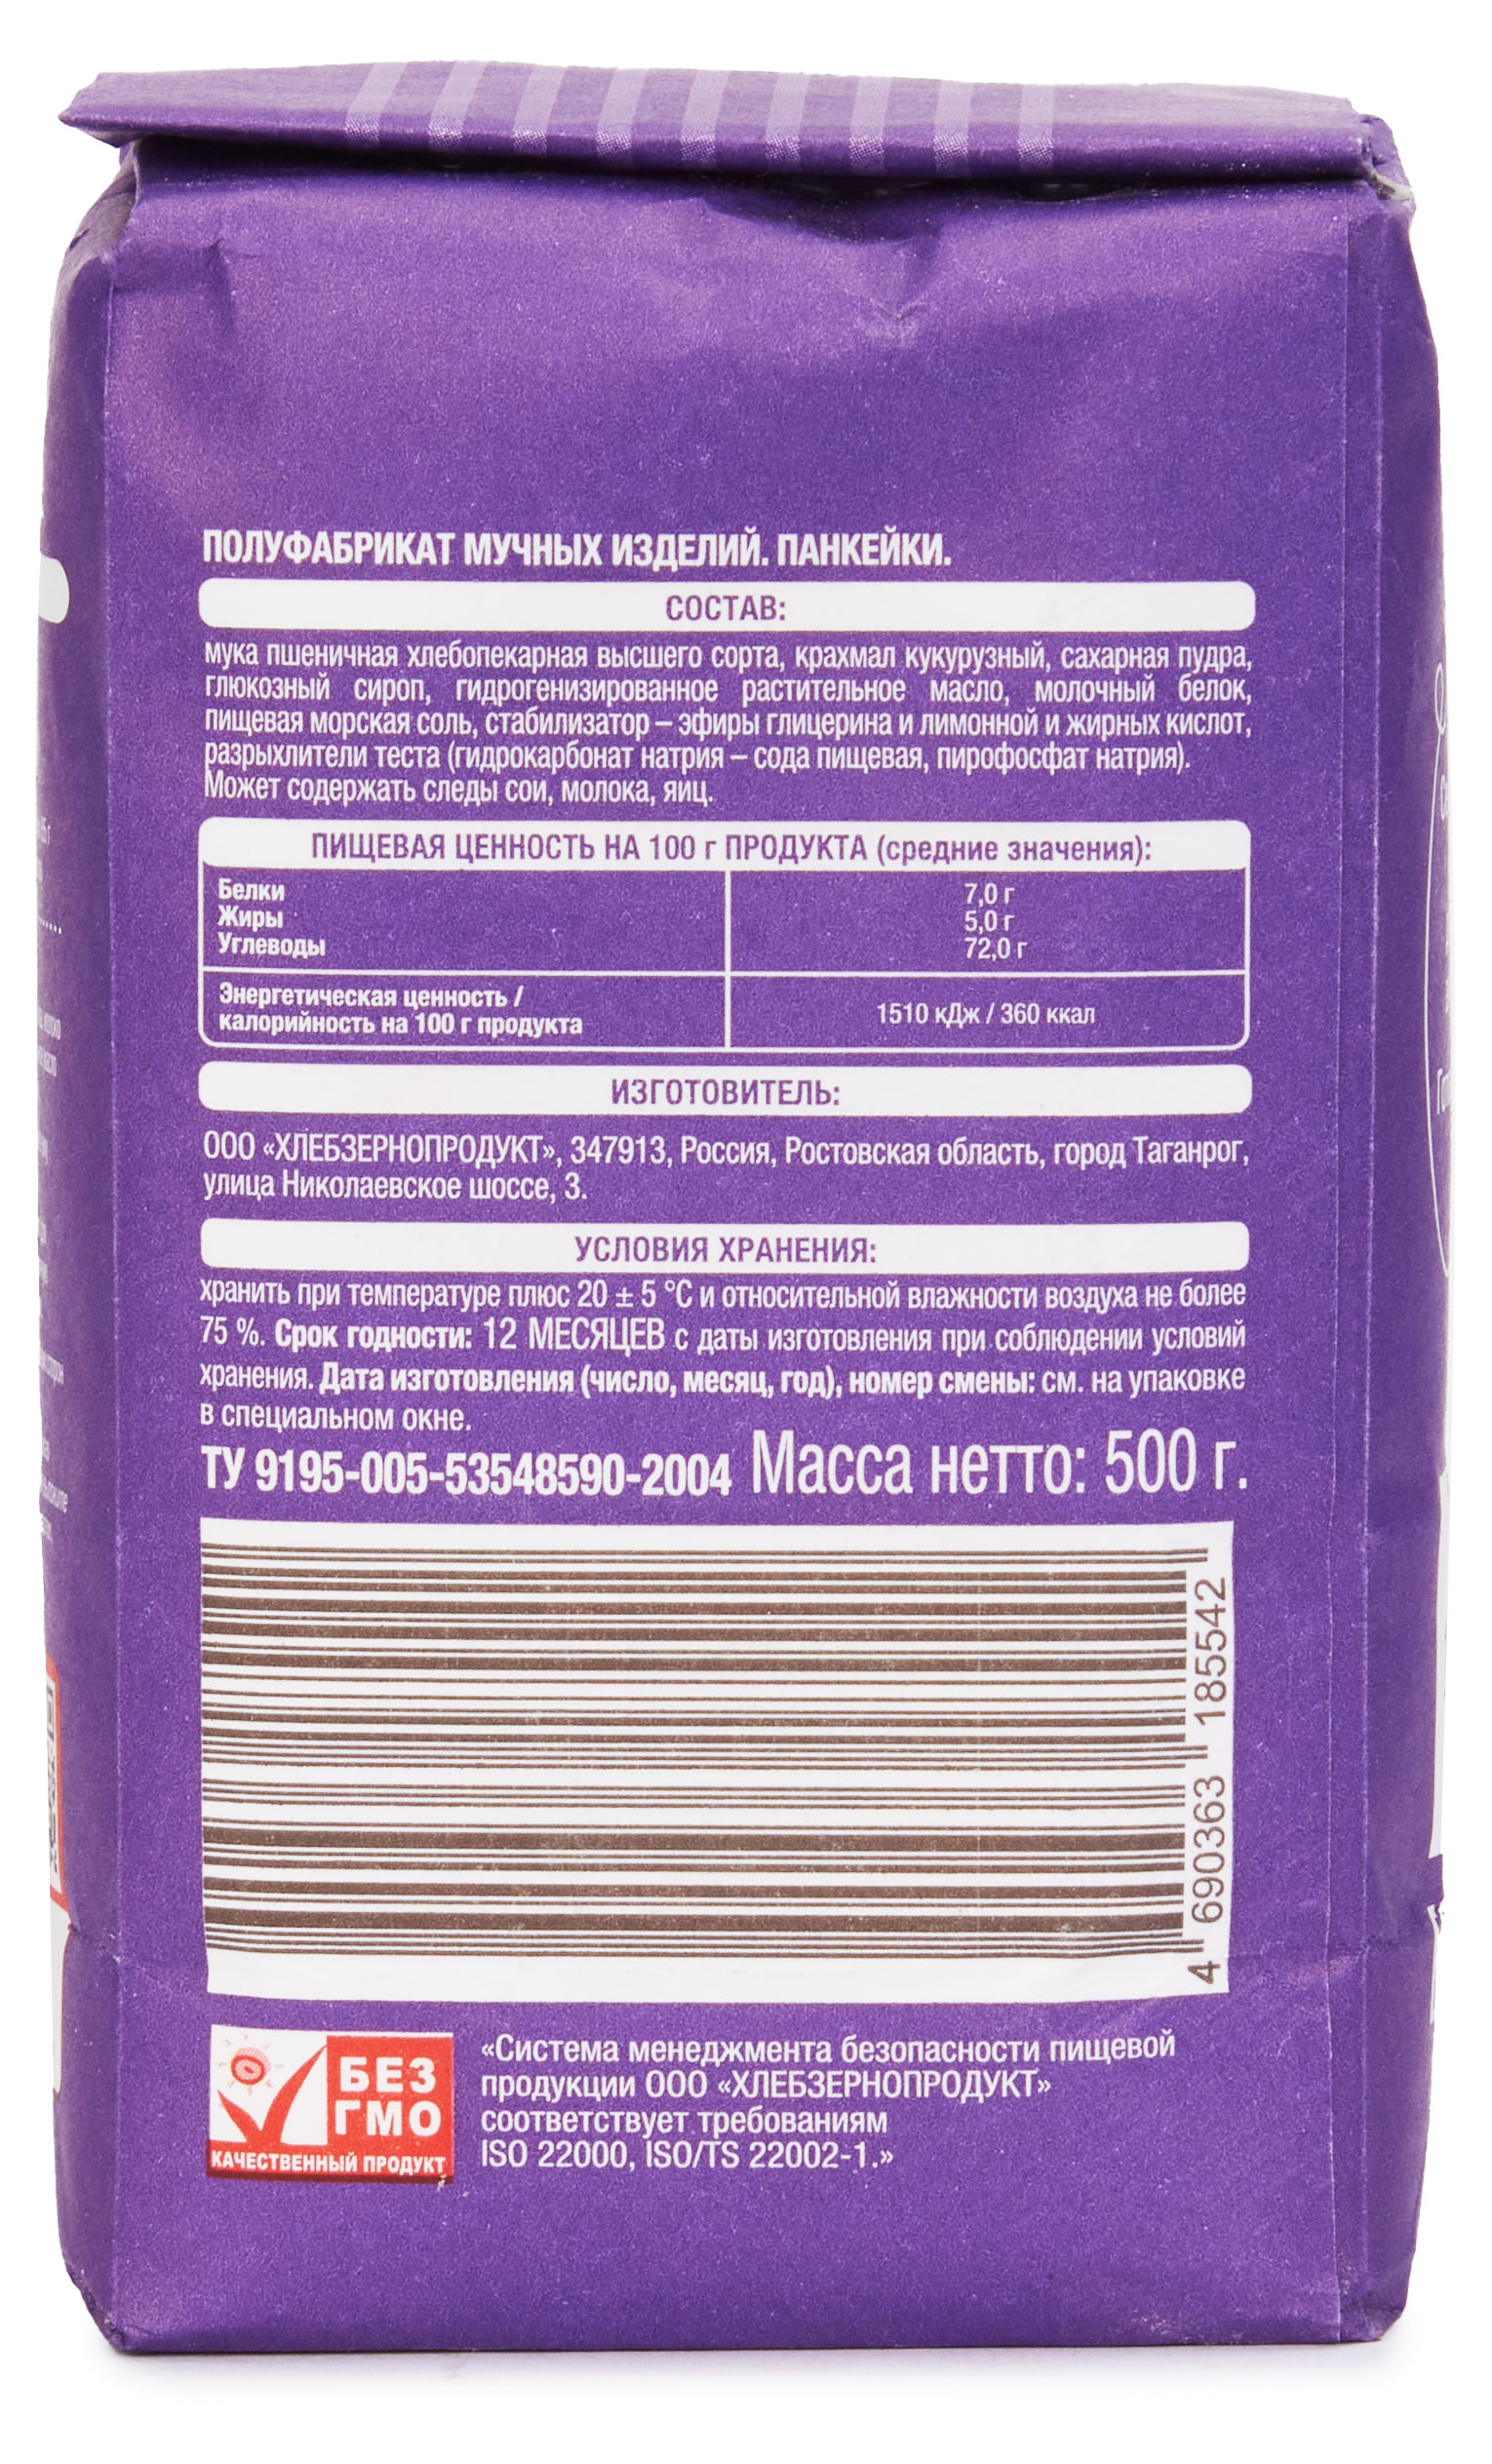 ПОЛУФАБРИКАТ МУЧНЫХ ИЗДЕЛИЙ. ПАНКЕЙКИ.
СОСТАВ:
мука пшеничная хлебопекарная высшего сорта, крахмал кукурузный, сахарная пудра,
глюкозный сироп, гидрогенизированное растительное масло, молочный белок,
пищевая морская соль, стабилизатор – эфиры глицерина и лимонной и жирных кислот,
разрыхлители теста (гидрокарбонат натрия – сода пищевая, пирофосфат натрия).
Может содержать следы сои, молока, яиц.
ПИЩЕВАЯ ЦЕННОСТЬ НА 100 г ПРОДУКТА (средние значения):
Белки 7,0 г
Жиры 5,0 г
Углеводы 72,0 г
Энергетическая ценность /
калорийность на 100 г продукта 1510 кДж / 360 ккал
ИЗГОТОВИТЕЛЬ:
ООО «ХЛЕБЗЕРНОПРОДУКТ», 347913, Россия, Ростовская область, город Таганрог,
улица Николаевское шоссе, 3.
УСЛОВИЯ ХРАНЕНИЯ:
хранить при температуре плюс 20 ± 5 °С и относительной влажности воздуха не более
75 %. Срок годности: 12 МЕСЯЦЕВ с даты изготовления при соблюдении условий
хранения. Дата изготовления (число, месяц, год), номер смены: см. на упаковке
в специальном окне.
ТУ 9195-005-53548590-2004 Масса нетто: 500 г.
4 690363 185542
БЕЗ
ГМО
КАЧЕСТВЕННЫЙ ПРОДУКТ
«Система менеджмента безопасности пищевой
продукции ООО «ХЛЕБЗЕРНОПРОДУКТ»
соответствует требованиям
ISO 22000, ISO/TS 22002-1.»